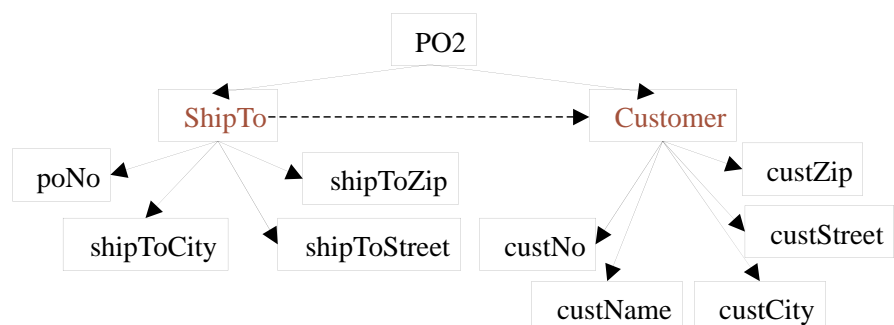 PO2
ShipTo
Customer
poNo
shipToZip
shipToCity
shipToStreet
custZip
custStreet
custNo
custName
custCity